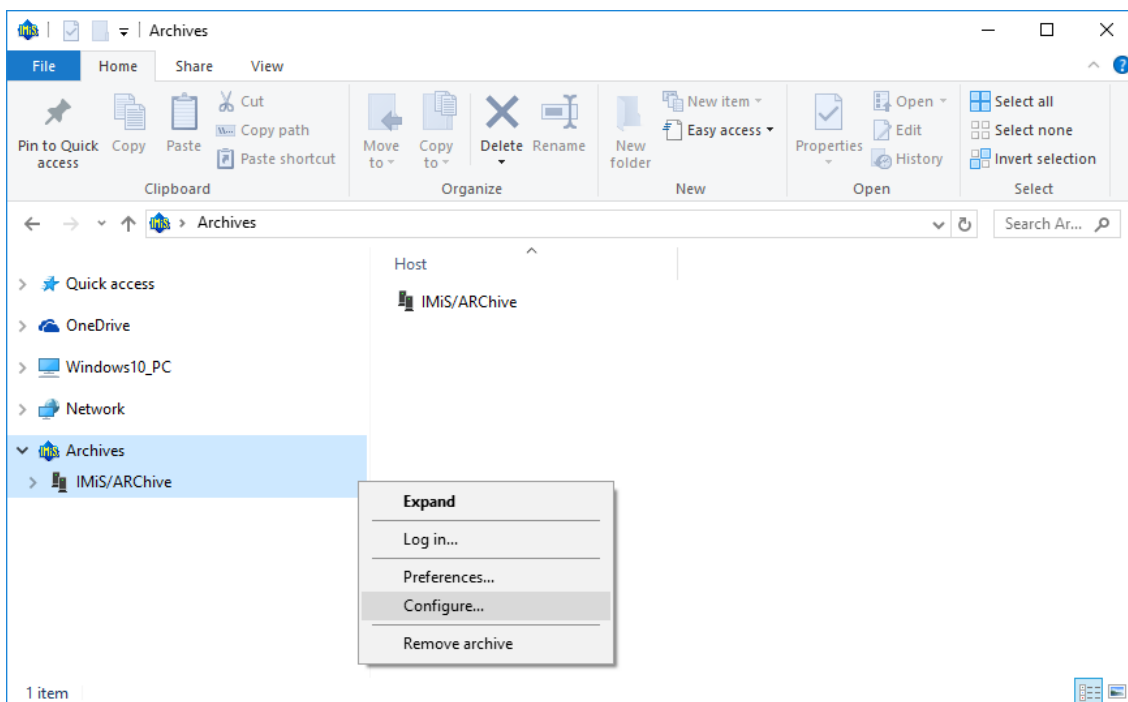 Archives
File Home Share View
Pin to Quick access
Copy
Paste
Cut
Copy path
Paste shortcut
Clipboard
Move to
Copy to
Delete
Rename
Organize
New folder
New item
Easy access
New
Properties
Open
Edit
History
Open
Select all
Select none
Invert selection
Select
IMiS > Archives
Search Ar...
Quick access
OneDrive
Windows10_PC
Network
Archives
IMiS/ARChive
Host
IMiS/ARChive
Expand
Log in...
Preferences...
Configure...
Remove archive
1 item